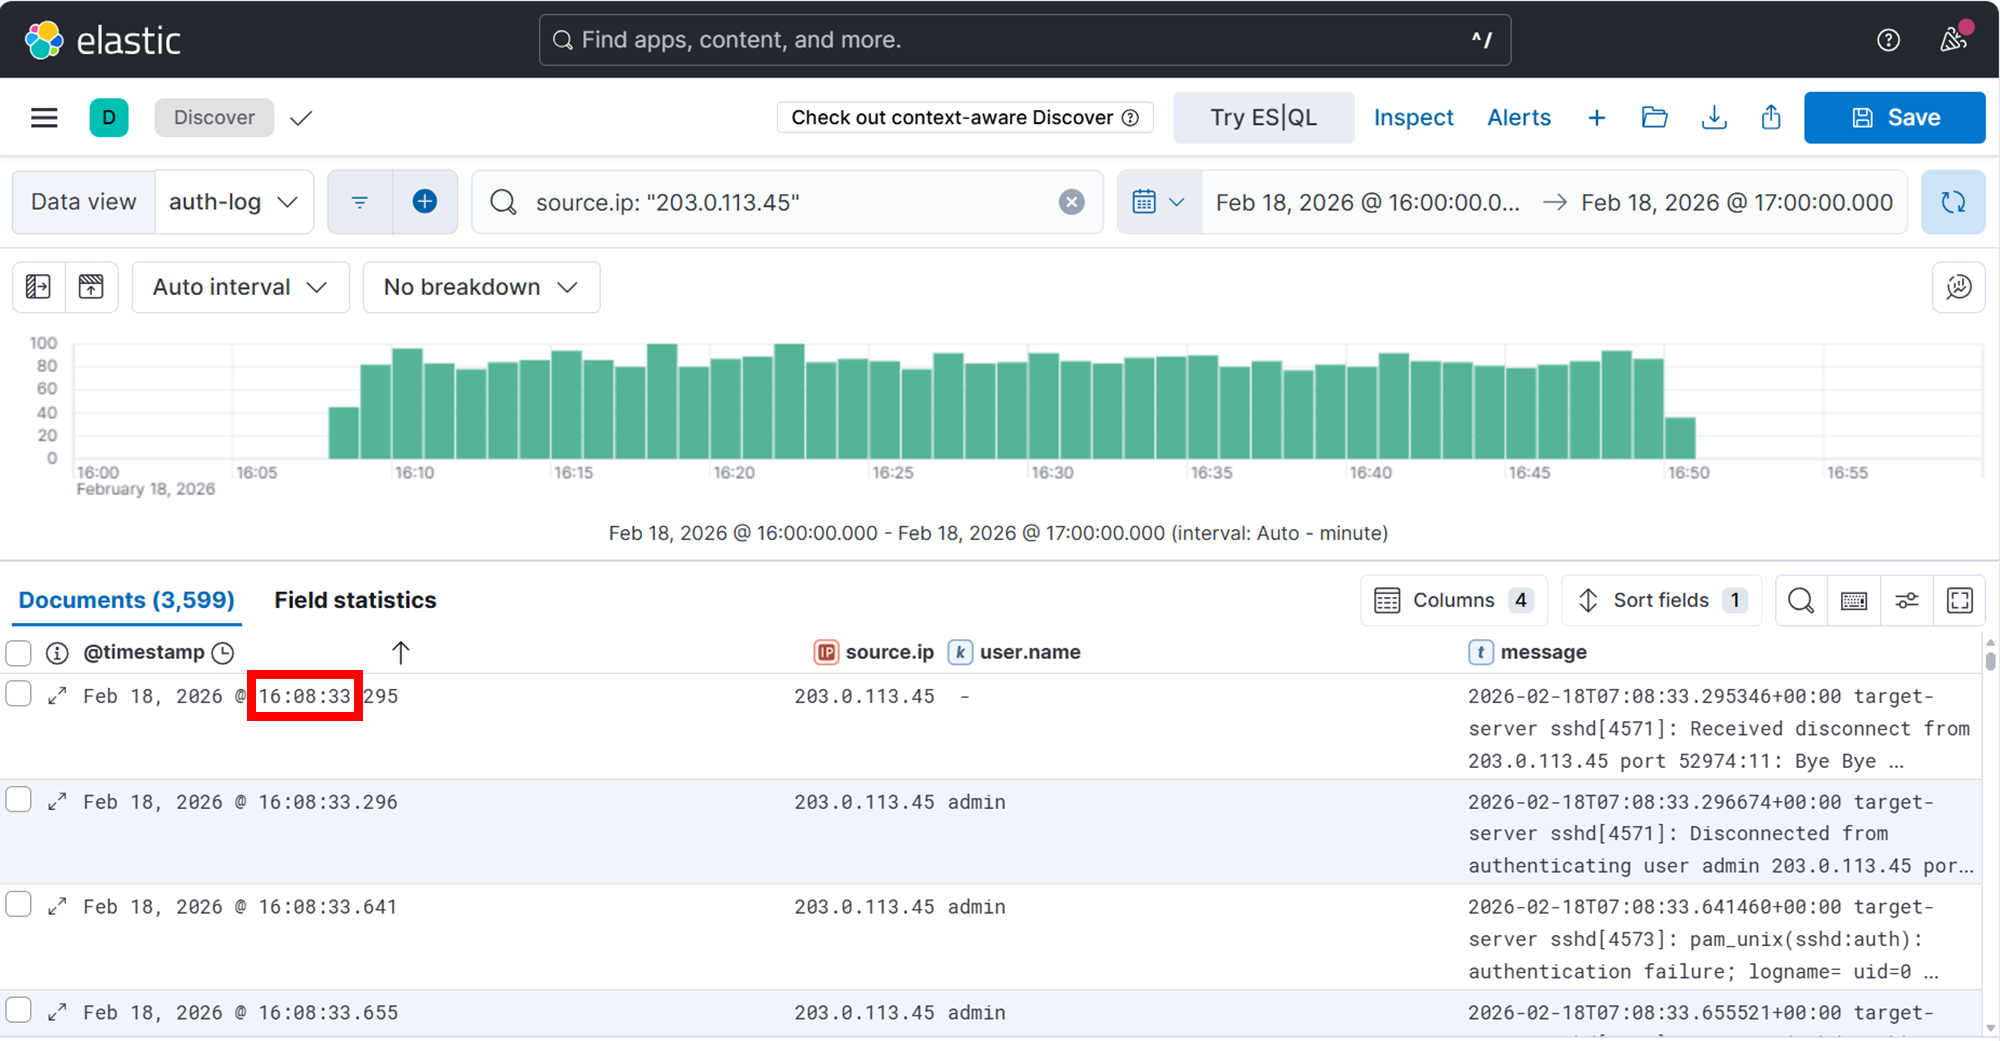 elastic
Find apps, content, and more.
^/
D
Discover
Check out context-aware Discover
Try ES|QL
Inspect
Alerts
Save
Data view
auth-log
source.ip: "203.0.113.45"
Feb 18, 2026 @ 16:00:00.0...
Feb 18, 2026 @ 17:00:00.000
Auto interval
No breakdown
100
80
60
40
20
0
16:00 16:05 16:10 16:15 16:20 16:25 16:30 16:35 16:40 16:45 16:50 16:55
February 18, 2026
Feb 18, 2026 @ 16:00:00.000 - Feb 18, 2026 @ 17:00:00.000 (interval: Auto - minute)
Documents (3,599)
Field statistics
Columns 4
Sort fields 1
@timestamp
IP source.ip
k user.name
t message
Feb 18, 2026 @ 16:08:33.295
203.0.113.45 -
2026-02-18T07:08:33.295346+00:00 target-
server sshd[4571]: Received disconnect from
203.0.113.45 port 52974:11: Bye Bye ...
Feb 18, 2026 @ 16:08:33.296
203.0.113.45 admin
2026-02-18T07:08:33.296674+00:00 target-
server sshd[4571]: Disconnected from
authenticating user admin 203.0.113.45 por...
Feb 18, 2026 @ 16:08:33.641
203.0.113.45 admin
2026-02-18T07:08:33.641460+00:00 target-
server sshd[4573]: pam_unix(sshd:auth):
authentication failure; logname= uid=0 ...
Feb 18, 2026 @ 16:08:33.655
203.0.113.45 admin
2026-02-18T07:08:33.655521+00:00 target-